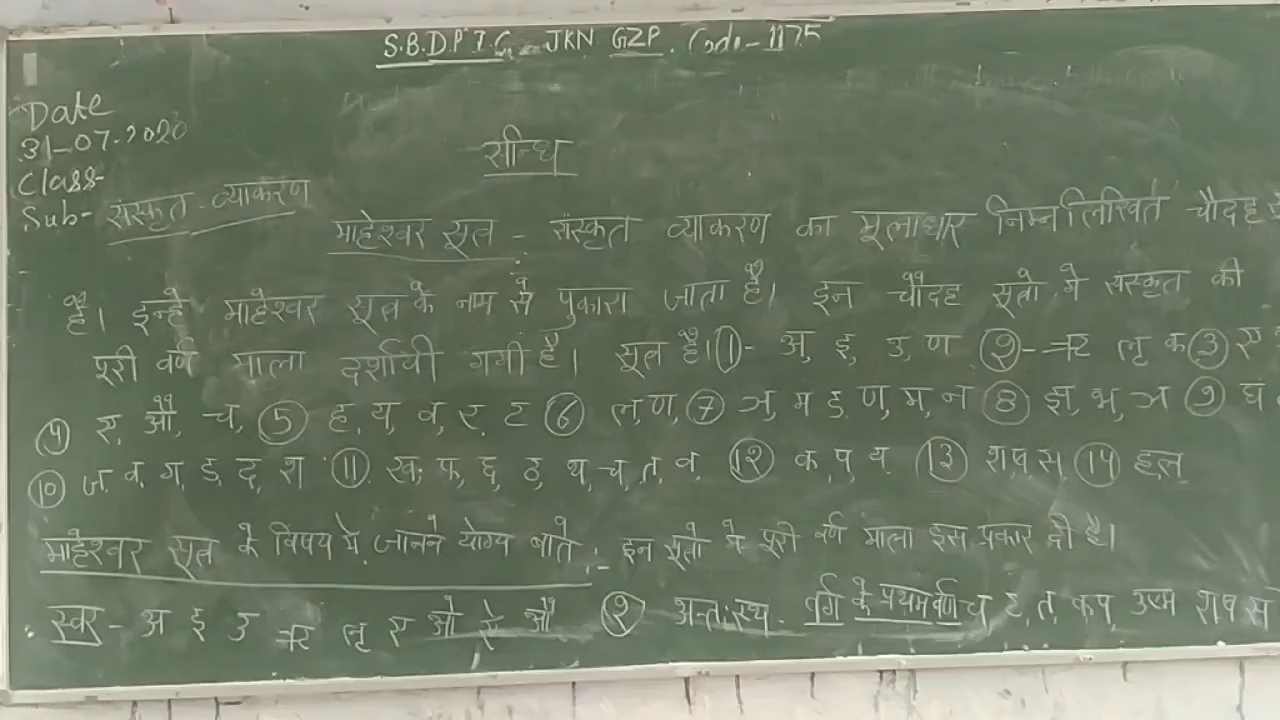 S.B.D.P.I.C. JKN GZP. Code-1175
Date
31-07-2020
Class-
Sub- संस्कृत-व्याकरण
सन्धि
माहेश्वर सूत्र - संस्कृत व्याकरण का मूलाधार निम्नलिखित चौदह
है। इन्हे माहेश्वर सूत्र के नाम से पुकारा जाता है। इन चौदह सूत्रो मे संस्कृत की
पूरी वर्ण माला दर्शायी गयी है। सूत्र है। ①- अ, इ, उ, ण ②- ऋ लृ क ③ ए
④ ऐ, औ, च, ⑤ ह, य, व, र, ट ⑥ ल, ण, ⑦ ञ, म ड. ण, म, न ⑧ झ, भ, ञ ⑨ घ
⑩ ज, व, ग, ड, द, श ⑪ ख, फ, छ, ठ, थ, च, त, व ⑫ क, प, य ⑬ श, ष, स, ⑭ हल
माहेश्वर सूत्र के विषय मे जानने योग्य बाते :- इन सूत्रो मे पूरी वर्ण माला इस प्रकार दी है।
स्वर - अ इ उ ऋ लृ ए ओ ऐ औ ② अन्तःस्थ - वर्ग के प्रथम वर्ण च ट, त, क प, उष्म श ष स